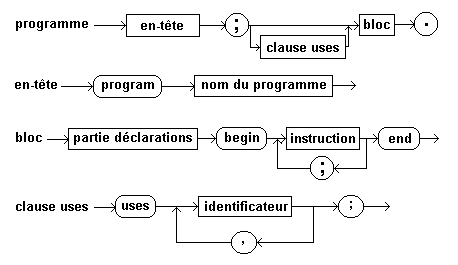 programme en-tête ; bloc .
clause uses
en-tête program nom du programme
bloc partie déclarations begin instruction end
;
clause uses uses identificateur ;
,